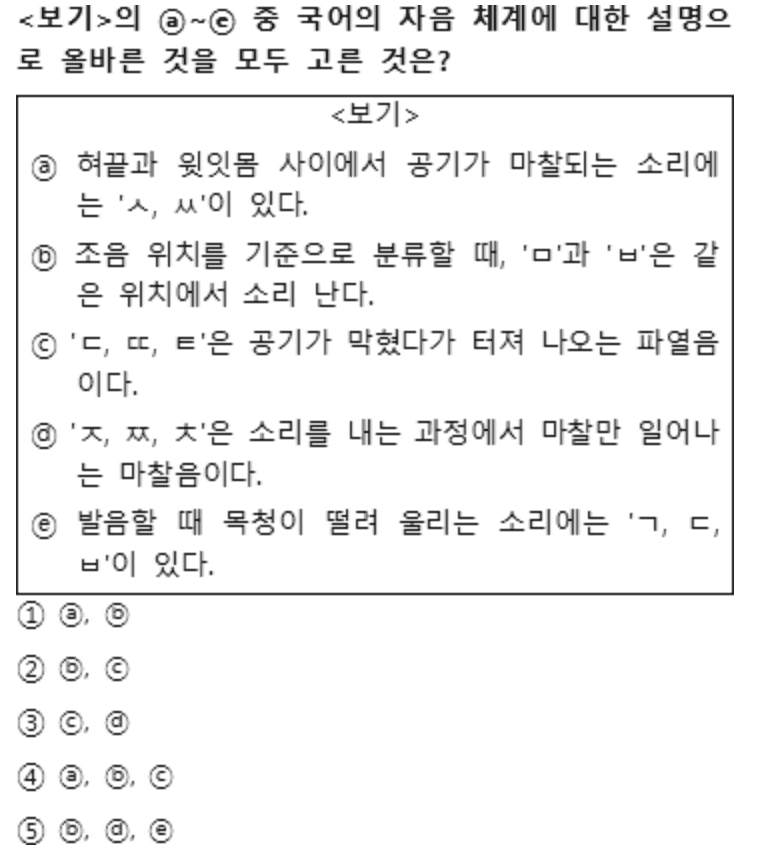 <보기>의 ⓐ~ⓔ 중 국어의 자음 체계에 대한 설명으
로 올바른 것을 모두 고른 것은?
<보기>
ⓐ 혀끝과 윗잇몸 사이에서 공기가 마찰되는 소리에
는 'ㅅ, ㅆ'이 있다.
ⓑ 조음 위치를 기준으로 분류할 때, 'ㅁ'과 'ㅂ'은 같
은 위치에서 소리 난다.
ⓒ 'ㄷ, ㄸ, ㅌ'은 공기가 막혔다가 터져 나오는 파열음
이다.
ⓓ 'ㅈ, ㅉ, ㅊ'은 소리를 내는 과정에서 마찰만 일어나
는 마찰음이다.
ⓔ 발음할 때 목청이 떨려 울리는 소리에는 'ㄱ, ㄷ,
ㅂ'이 있다.
① ⓐ, ⓑ
② ⓑ, ⓒ
③ ⓒ, ⓓ
④ ⓐ, ⓑ, ⓒ
⑤ ⓑ, ⓓ, ⓔ